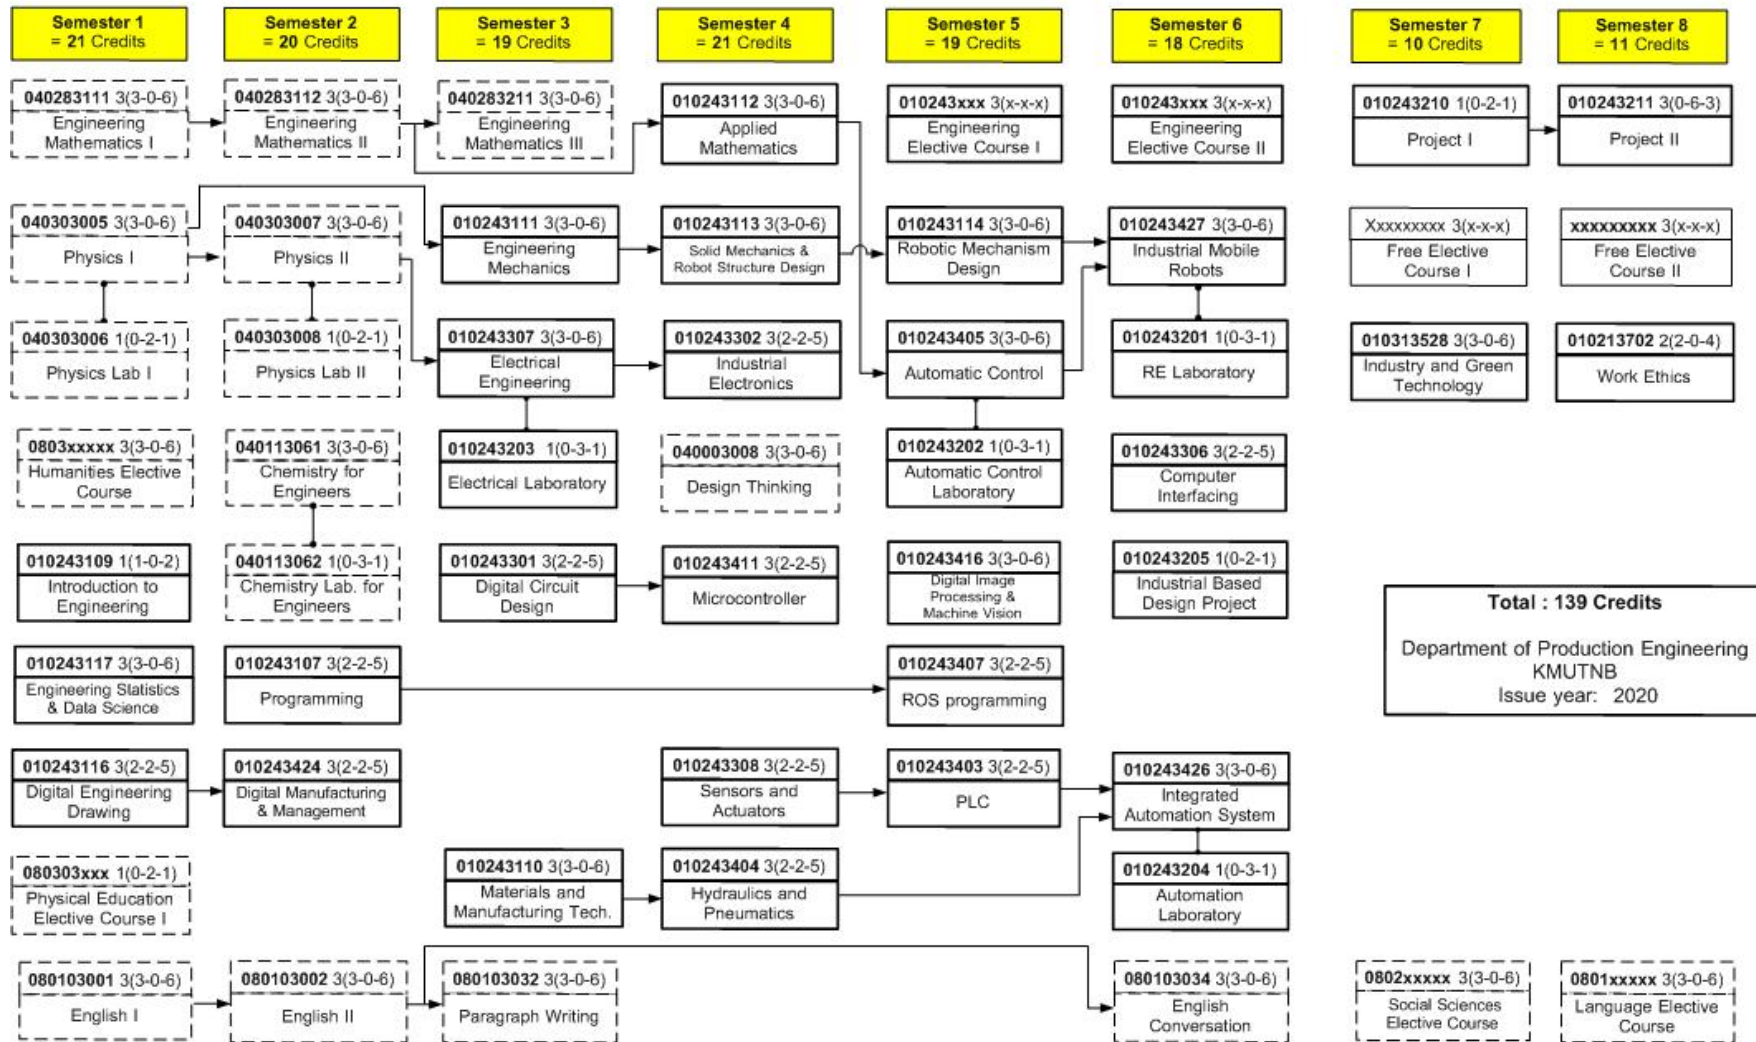 Semester 1
= 21 Credits
Semester 2
= 20 Credits
Semester 3
= 19 Credits
Semester 4
= 21 Credits
Semester 5
= 19 Credits
Semester 6
= 18 Credits
Semester 7
= 10 Credits
Semester 8
= 11 Credits
040283111 3(3-0-6)
Engineering
Mathematics I
040283112 3(3-0-6)
Engineering
Mathematics II
040283211 3(3-0-6)
Engineering
Mathematics III
010243112 3(3-0-6)
Applied
Mathematics
010243xxx 3(x-x-x)
Engineering
Elective Course I
010243xxx 3(x-x-x)
Engineering
Elective Course II
010243210 1(0-2-1)
Project I
010243211 3(0-6-3)
Project II
040303005 3(3-0-6)
Physics I
040303007 3(3-0-6)
Physics II
010243111 3(3-0-6)
Engineering
Mechanics
010243113 3(3-0-6)
Solid Mechanics &
Robot Structure Design
010243114 3(3-0-6)
Robotic Mechanism
Design
010243427 3(3-0-6)
Industrial Mobile
Robots
Xxxxxxxxx 3(x-x-x)
Free Elective
Course I
xxxxxxxxx 3(x-x-x)
Free Elective
Course II
040303006 1(0-2-1)
Physics Lab I
040303008 1(0-2-1)
Physics Lab II
010243307 3(3-0-6)
Electrical
Engineering
010243302 3(2-2-5)
Industrial
Electronics
010243405 3(3-0-6)
Automatic Control
010243201 1(0-3-1)
RE Laboratory
010313528 3(3-0-6)
Industry and Green
Technology
010213702 2(2-0-4)
Work Ethics
0803xxxxx 3(3-0-6)
Humanities Elective
Course
040113061 3(3-0-6)
Chemistry for
Engineers
010243203 1(0-3-1)
Electrical Laboratory
040003008 3(3-0-6)
Design Thinking
010243202 1(0-3-1)
Automatic Control
Laboratory
010243306 3(2-2-5)
Computer
Interfacing
010243109 1(1-0-2)
Introduction to
Engineering
040113062 1(0-3-1)
Chemistry Lab. for
Engineers
010243301 3(2-2-5)
Digital Circuit
Design
010243411 3(2-2-5)
Microcontroller
010243416 3(3-0-6)
Digital Image
Processing &
Machine Vision
010243205 1(0-2-1)
Industrial Based
Design Project
Total : 139 Credits
Department of Production Engineering
KMUTNB
Issue year: 2020
010243117 3(3-0-6)
Engineering Statistics
& Data Science
010243107 3(2-2-5)
Programming
010243407 3(2-2-5)
ROS programming
010243116 3(2-2-5)
Digital Engineering
Drawing
010243424 3(2-2-5)
Digital Manufacturing
& Management
010243308 3(2-2-5)
Sensors and
Actuators
010243403 3(2-2-5)
PLC
010243426 3(3-0-6)
Integrated
Automation System
080303xxx 1(0-2-1)
Physical Education
Elective Course I
010243110 3(3-0-6)
Materials and
Manufacturing Tech.
010243404 3(2-2-5)
Hydraulics and
Pneumatics
010243204 1(0-3-1)
Automation
Laboratory
080103001 3(3-0-6)
English I
080103002 3(3-0-6)
English II
080103032 3(3-0-6)
Paragraph Writing
080103034 3(3-0-6)
English
Conversation
0802xxxxx 3(3-0-6)
Social Sciences
Elective Course
0801xxxxx 3(3-0-6)
Language Elective
Course